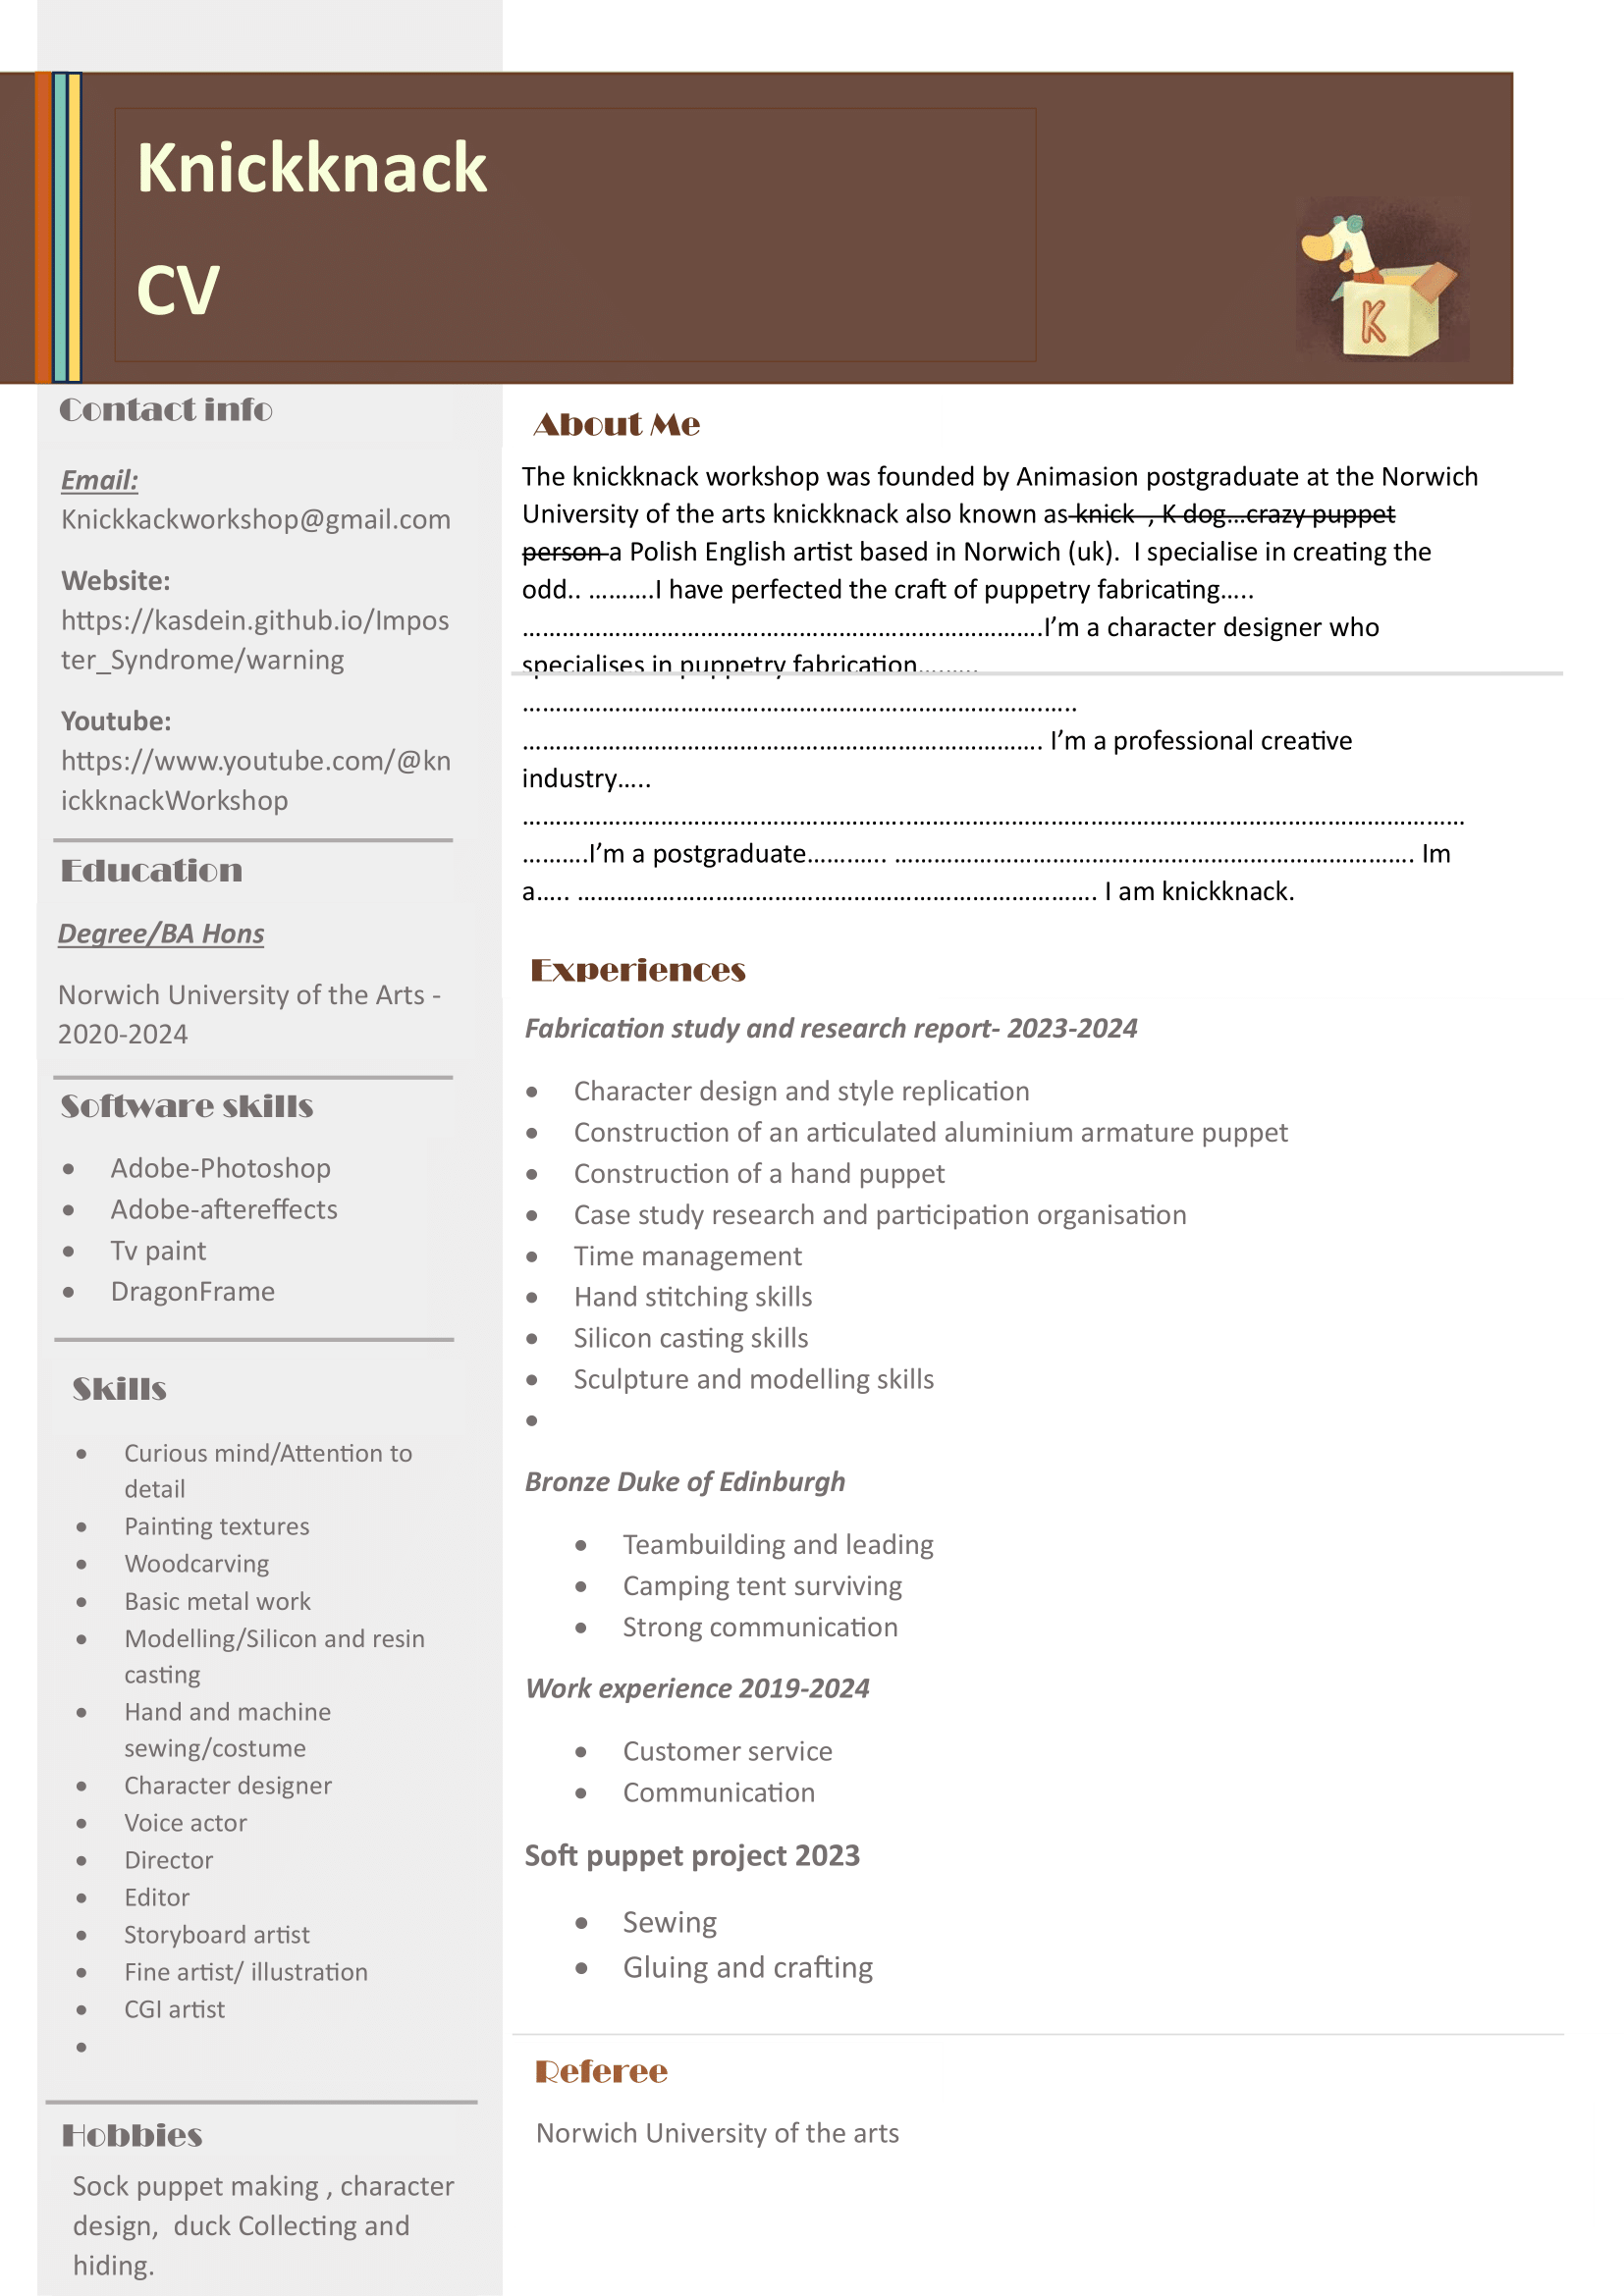 Knickknack
CV
K
Contact info
Email:
Knickkackworkshop@gmail.com
Website:
https://kasdein.github.io/Impos
ter_Syndrome/warning
Youtube:
https://www.youtube.com/@kn
ickknackWorkshop
Education
Degree/BA Hons
Norwich University of the Arts -
2020-2024
Software skills
• Adobe-Photoshop
• Adobe-aftereffects
• Tv paint
• DragonFrame
Skills
• Curious mind/Attention to
detail
• Painting textures
• Woodcarving
• Basic metal work
• Modelling/Silicon and resin
casting
• Hand and machine
sewing/costume
• Character designer
• Voice actor
• Director
• Editor
• Storyboard artist
• Fine artist/ illustration
• CGI artist
•
Hobbies
Sock puppet making , character
design,  duck Collecting and
hiding.
About Me
The knickknack workshop was founded by Animasion postgraduate at the Norwich
University of the arts knickknack also known as knick  , K dog...crazy puppet
person a Polish English artist based in Norwich (uk).  I specialise in creating the
odd.. ……….I have perfected the craft of puppetry fabricating…..
…………………………………………………………………….I’m a character designer who
specialises in puppetry fabrication………
……………………………………………………………………..…..
……………………………………………………………………. I’m a professional creative
industry…..
…………………………………………………..…………………………………………………………………………
……….I’m a postgraduate………... ……………………………………………………………………. Im
a….. ……………………………………………………………………. I am knickknack.
Experiences
Fabrication study and research report- 2023-2024
• Character design and style replication
• Construction of an articulated aluminium armature puppet
• Construction of a hand puppet
• Case study research and participation organisation
• Time management
• Hand stitching skills
• Silicon casting skills
• Sculpture and modelling skills
•
Bronze Duke of Edinburgh
• Teambuilding and leading
• Camping tent surviving
• Strong communication
Work experience 2019-2024
• Customer service
• Communication
Soft puppet project 2023
• Sewing
• Gluing and crafting
Referee
Norwich University of the arts